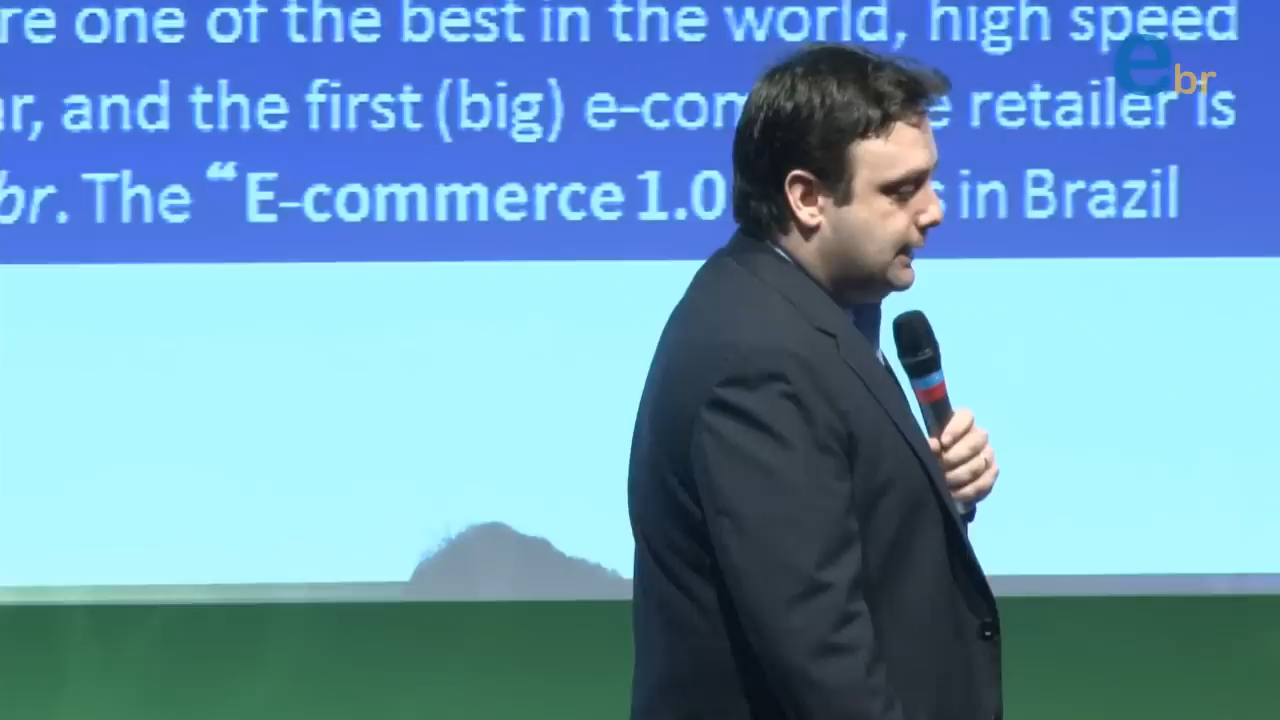 re one of the best in the world, high speed
ar, and the first (big) e-com e retailer is
br. The “E-commerce 1.0 s in Brazil
e br